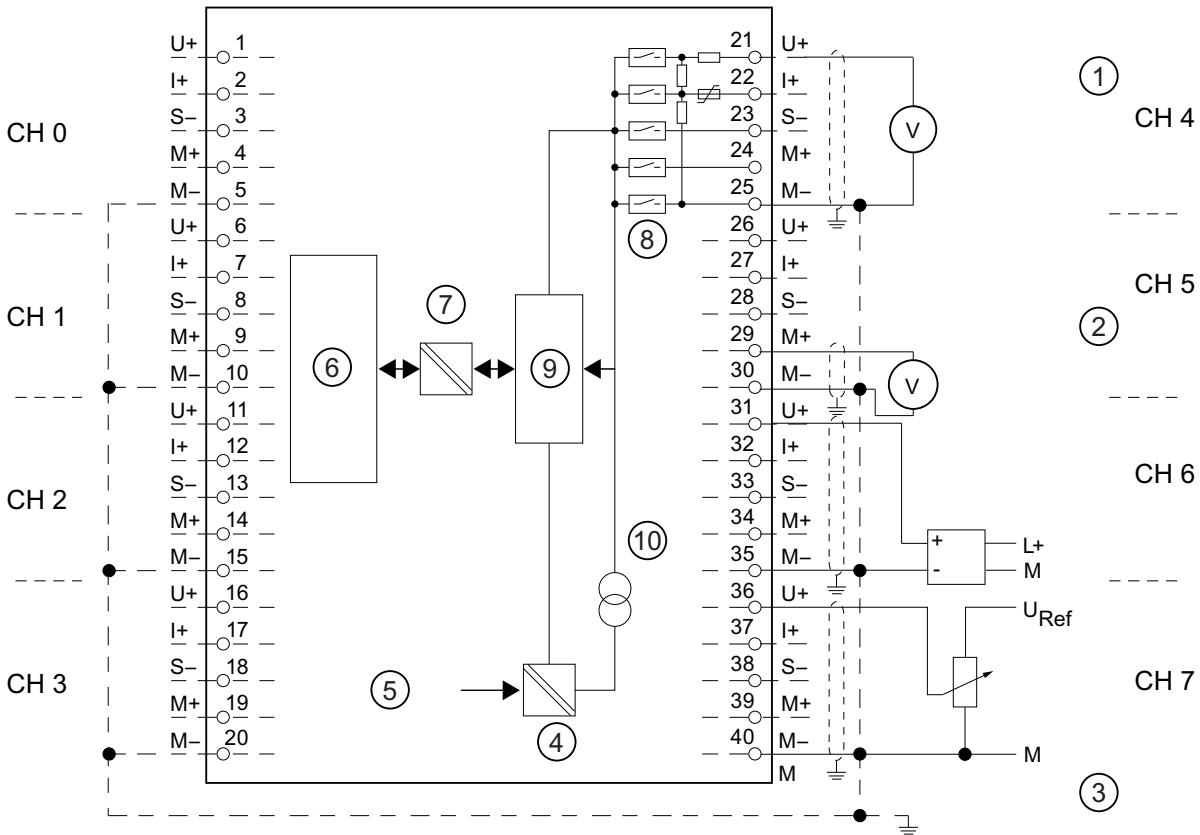 CH 0
U+ 1
I+ 2
S– 3
M+ 4
M– 5
CH 1
U+ 6
I+ 7
S– 8
M+ 9
M– 10
CH 2
U+ 11
I+ 12
S– 13
M+ 14
M– 15
CH 3
U+ 16
I+ 17
S– 18
M+ 19
M– 20
6
7
9
8
10
5
4
21 U+
22 I+
23 S–
24 M+
25 M–
V
1
CH 4
26 U+
27 I+
28 S–
29 M+
30 M–
V
CH 5
2
31 U+
32 I+
33 S–
34 M+
35 M–
+
-
L+
M
CH 6
36 U+
37 I+
38 S–
39 M+
40 M–
M
URef
M
CH 7
3